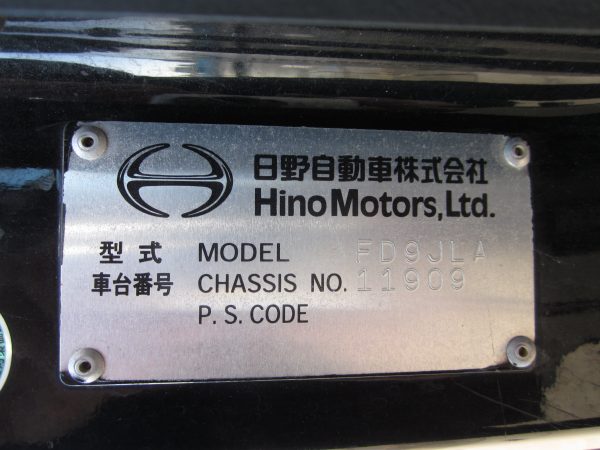 日野自動車株式会社
Hino Motors, Ltd.
型式 MODEL FD9JLA
車台番号 CHASSIS NO. 11909
P. S. CODE